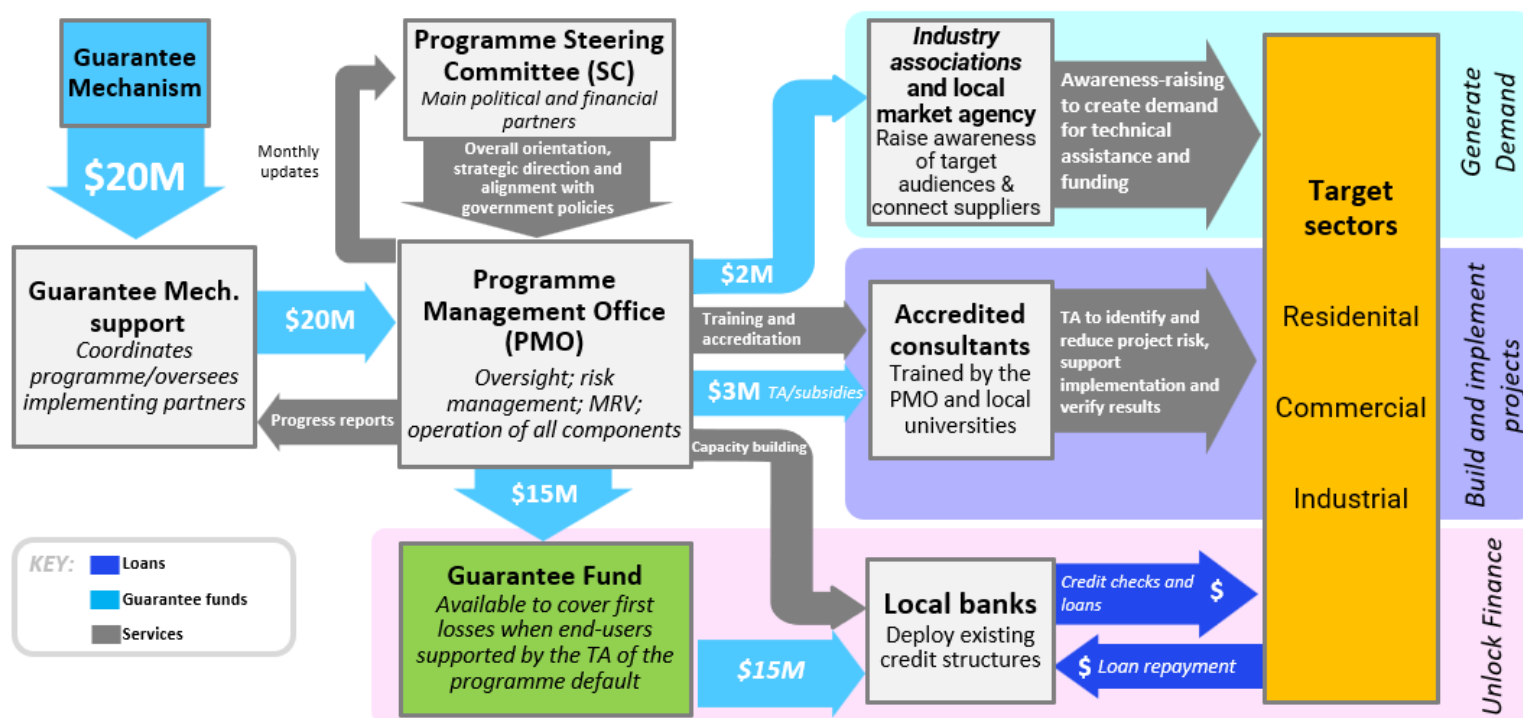 Guarantee
Mechanism
$20M
Guarantee Mech.
support
Coordinates
programme/oversees
implementing partners
Monthly
updates
Programme Steering
Committee (SC)
Main political and financial
partners
Overall orientation,
strategic direction and
alignment with
government policies
$20M
Progress reports
Programme
Management Office
(PMO)
Oversight; risk
management; MRV;
operation of all components
$2M
Training and
accreditation
$3M TA/subsidies
Capacity building
$15M
Industry
associations
and local
market agency
Raise awareness
of target
audiences &
connect suppliers
Awareness-raising
to create demand
for technical
assistance and
funding
Accredited
consultants
Trained by the
PMO and local
universities
TA to identify and
reduce project risk,
support
implementation and
verify results
Target
sectors
Residenital
Commercial
Industrial
Generate
Demand
Build and implement
projects
Unlock Finance
KEY:
Loans
Guarantee funds
Services
Guarantee Fund
Available to cover first
losses when end-users
supported by the TA of the
programme default
$15M
Local banks
Deploy existing
credit structures
Credit checks and
loans
$
$ Loan repayment